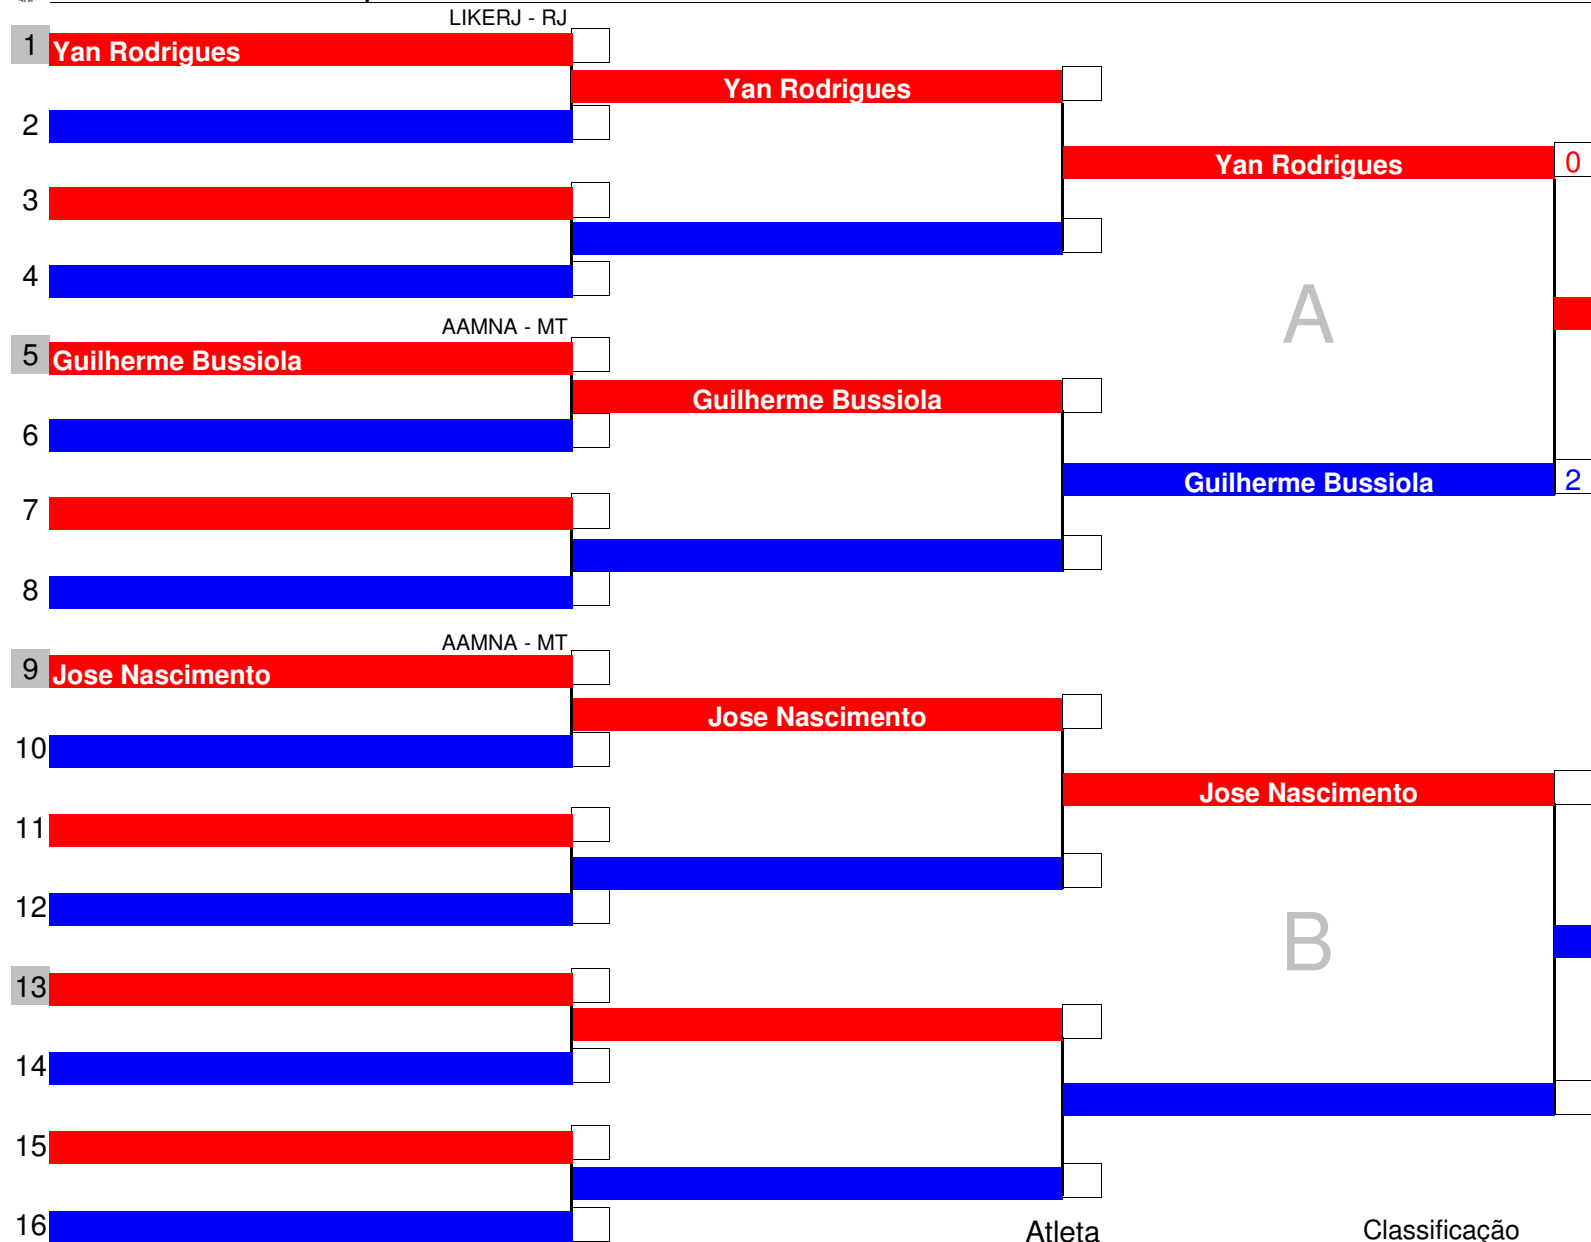 LIKERJ - RJ
1 Yan Rodrigues
Yan Rodrigues
2
Yan Rodrigues 0
3
4
A
AAMNA - MT
5 Guilherme Bussiola
Guilherme Bussiola
6
Guilherme Bussiola 2
7
8
AAMNA - MT
9 Jose Nascimento
Jose Nascimento
10
Jose Nascimento
11
12
B
13
14
15
16
Atleta Classificação